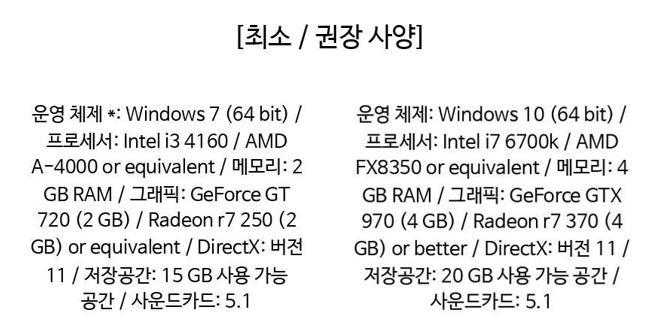 [최소 / 권장 사양]
운영 체제 *: Windows 7 (64 bit) /
프로세서: Intel i3 4160 / AMD
A-4000 or equivalent / 메모리: 2
GB RAM / 그래픽: GeForce GT
720 (2 GB) / Radeon r7 250 (2
GB) or equivalent / DirectX: 버전
11 / 저장공간: 15 GB 사용 가능
공간 / 사운드카드: 5.1
운영 체제: Windows 10 (64 bit) /
프로세서: Intel i7 6700k / AMD
FX8350 or equivalent / 메모리: 4
GB RAM / 그래픽: GeForce GTX
970 (4 GB) / Radeon r7 370 (4
GB) or better / DirectX: 버전 11 /
저장공간: 20 GB 사용 가능 공간 /
사운드카드: 5.1